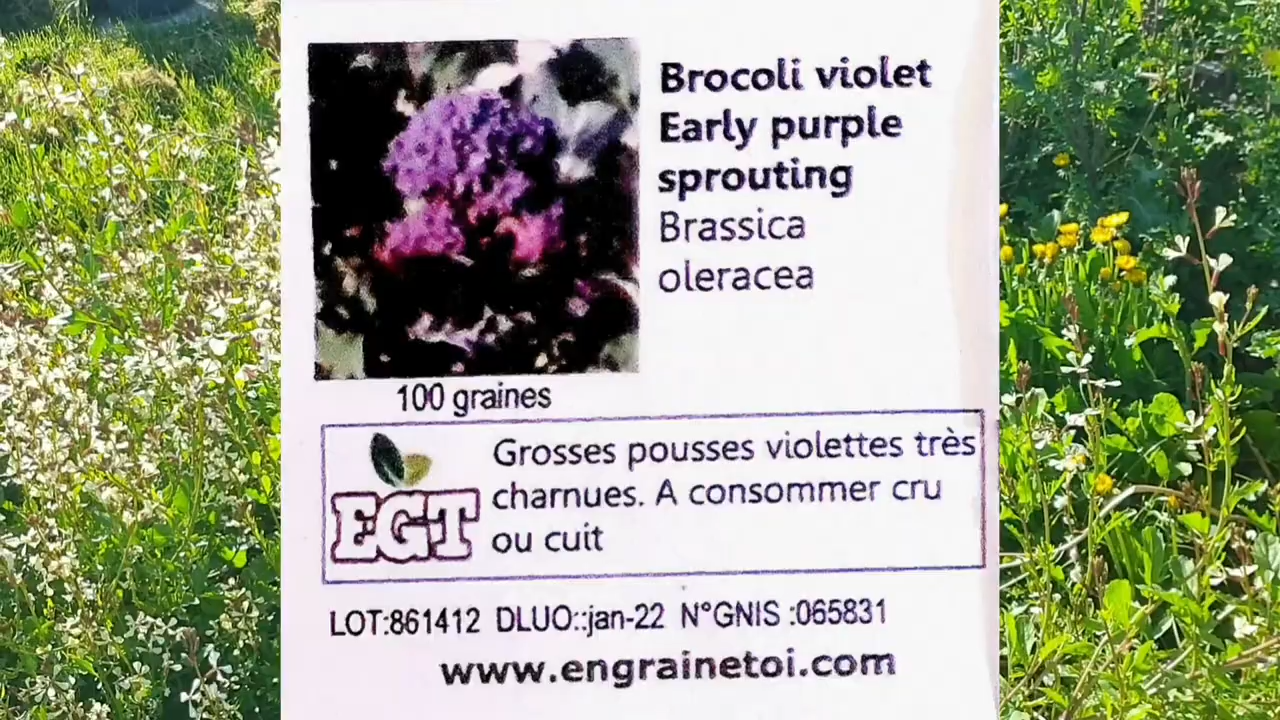 Brocoli violet
Early purple
sprouting
Brassica
oleracea
100 graines
EGT
Grosses pousses violettes très
charnues. A consommer cru
ou cuit
LOT:861412 DLUO::jan-22 N°GNIS :065831
www.engrainetoi.com